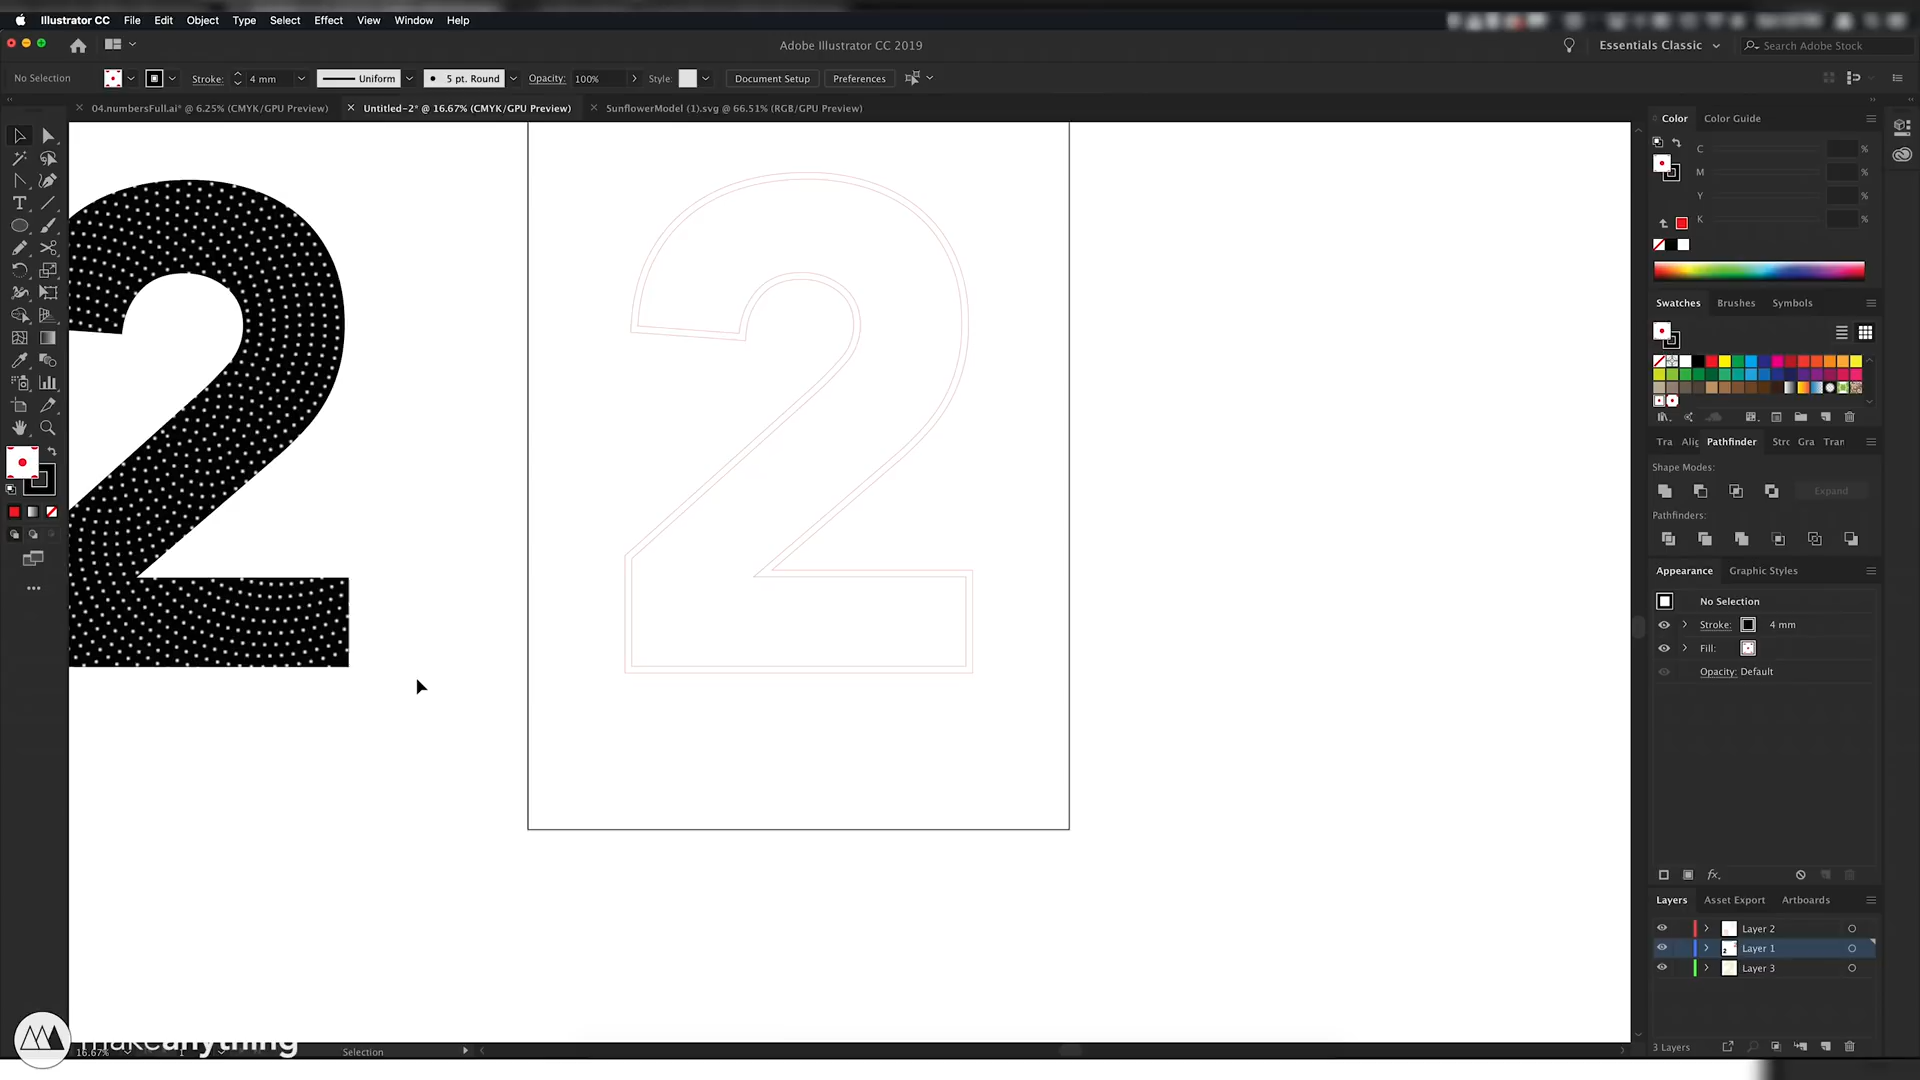 Illustrator CC File Edit Object Type Select Effect View Window Help
Adobe Illustrator CC 2019
Essentials Classic
Search Adobe Stock
No Selection
Stroke:
4 mm
Uniform
5 pt. Round
Opacity:
100%
Style:
Document Setup
Preferences
04.numbersFull.ai* @ 6.25% (CMYK/GPU Preview)
Untitled-2* @ 16.67% (CMYK/GPU Preview)
SunflowerModel (1).svg @ 66.51% (RGB/GPU Preview)
2
2
Color
Color Guide
C %
M %
Y %
K %
Swatches
Brushes
Symbols
Tra
Alig
Pathfinder
Strc
Gra
Tran
Shape Modes:
Expand
Pathfinders:
Appearance
Graphic Styles
No Selection
Stroke:
4 mm
Fill:
Opacity: Default
fx
Layers
Asset Export
Artboards
Layer 2
Layer 1
Layer 3
3 Layers
makeanything
16.67%
1
Selection